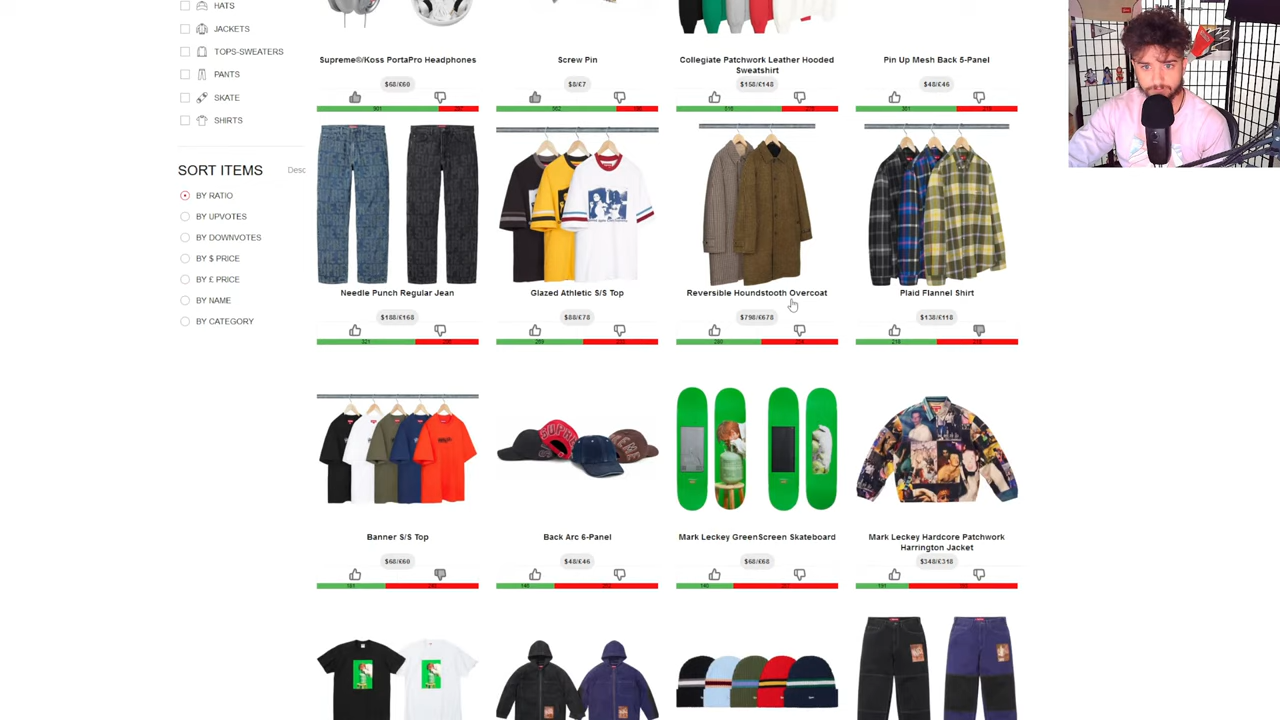 HATS
JACKETS
TOPS-SWEATERS
PANTS
SKATE
SHIRTS
SORT ITEMS
Desc
BY RATIO
BY UPVOTES
BY DOWNVOTES
BY $ PRICE
BY £ PRICE
BY NAME
BY CATEGORY
Supreme®/Koss PortaPro Headphones
$68/£60
Screw Pin
$8/£7
Collegiate Patchwork Leather Hooded
Sweatshirt
$158/£148
Pin Up Mesh Back 5-Panel
$48/£46
Needle Punch Regular Jean
$188/£168
321
Glazed Athletic S/S Top
$88/£78
259
Reversible Houndstooth Overcoat
$798/£678
Plaid Flannel Shirt
$138/£118
Banner S/S Top
$68/£60
Back Arc 6-Panel
$48/£46
Mark Leckey GreenScreen Skateboard
$68/£68
Mark Leckey Hardcore Patchwork
Harrington Jacket
$348/£318